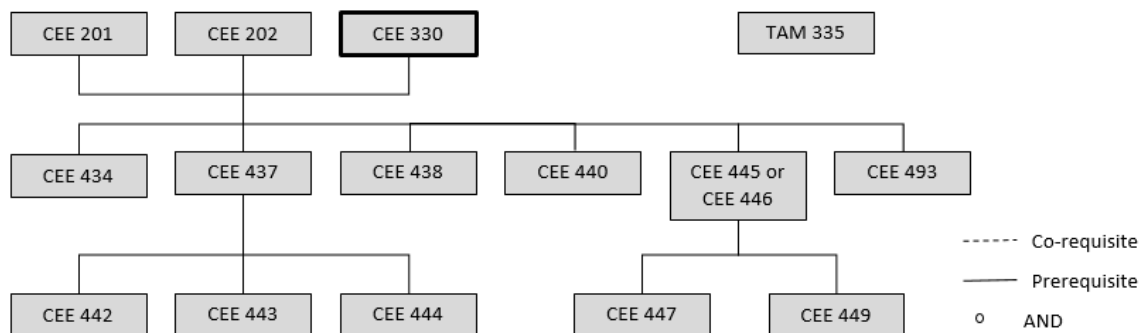 CEE 201
CEE 202
CEE 330
TAM 335
CEE 434
CEE 437
CEE 438
CEE 440
CEE 445 or
CEE 446
CEE 493
Co-requisite
Prerequisite
CEE 442
CEE 443
CEE 444
CEE 447
CEE 449
AND